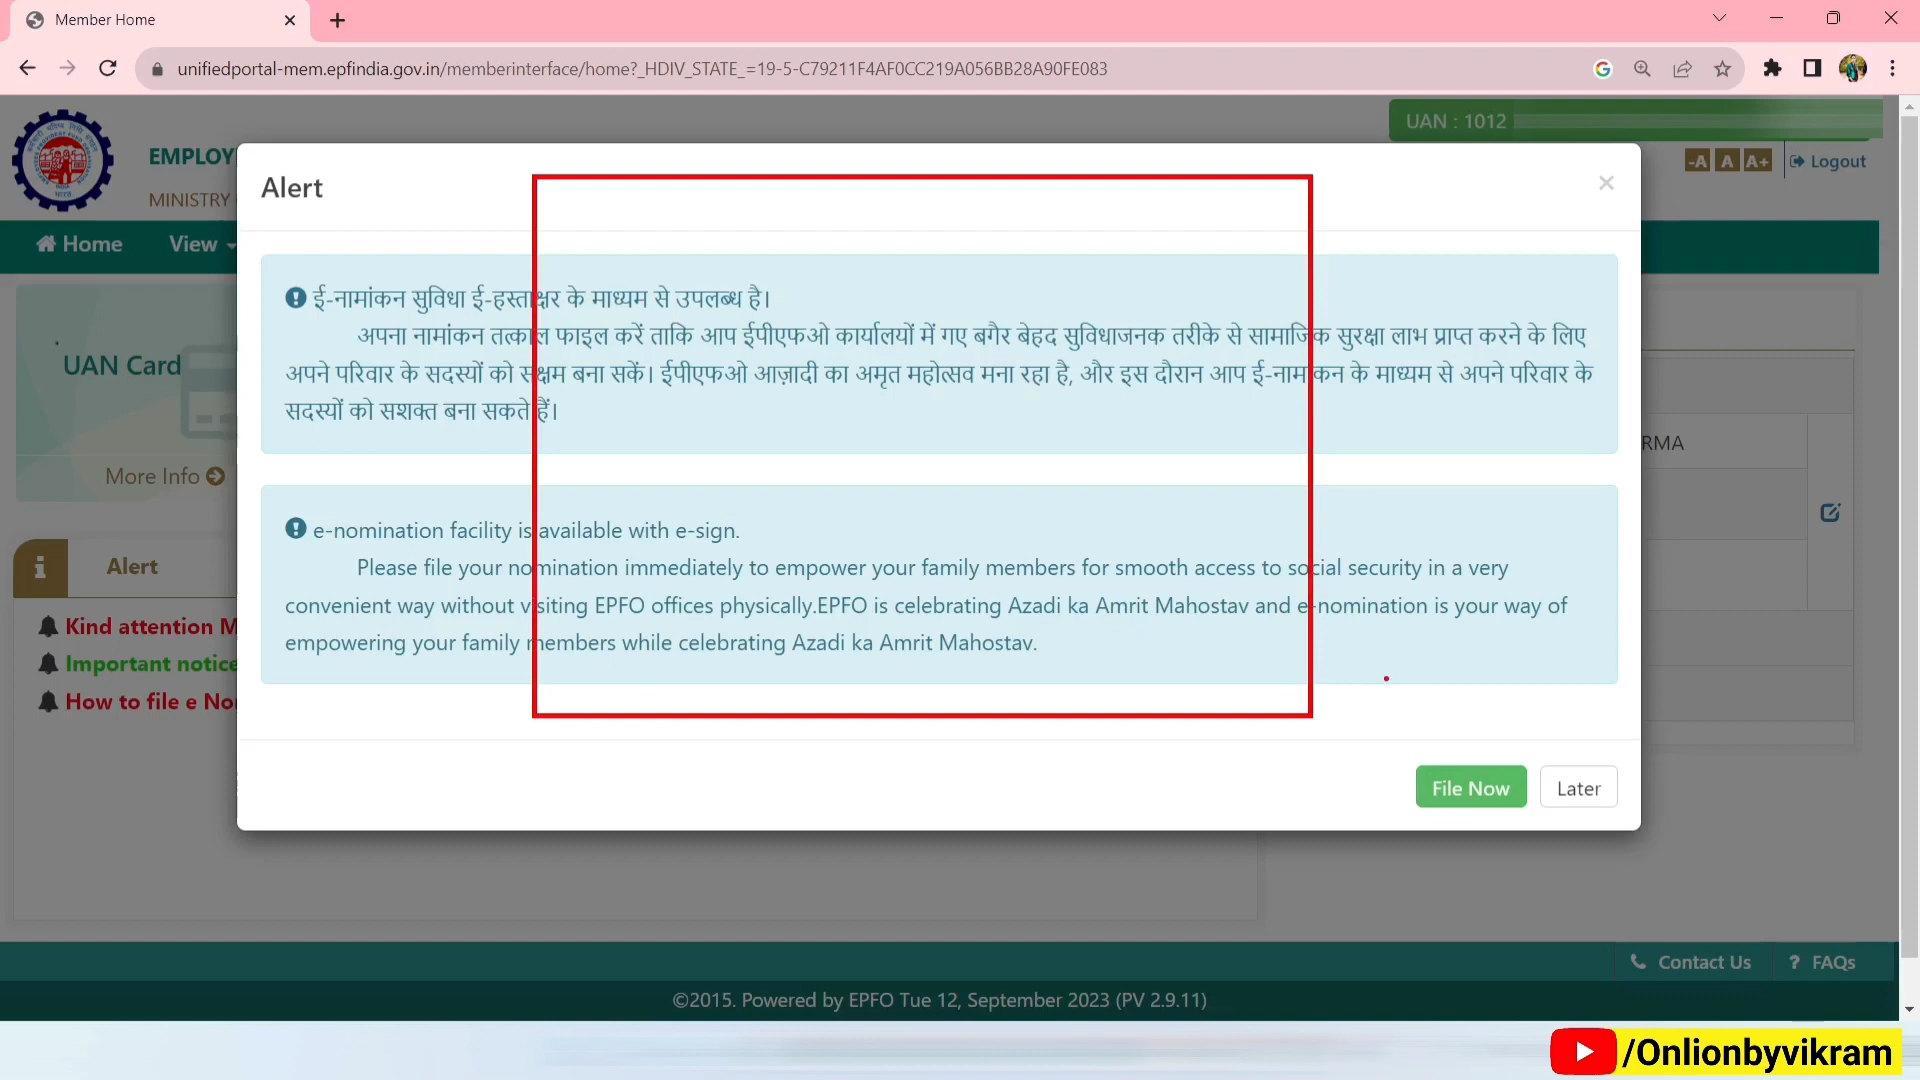 Member Home
unifiedportal-mem.epfindia.gov.in/memberinterface/home?_HDIV_STATE_=19-5-C79211F4AF0CC219A056BB28A90FE083
UAN : 1012
EMPLOY
MINISTRY
-A A A+ Logout
Home View
Alert
ई-नामांकन सुविधा ई-हस्ताक्षर के माध्यम से उपलब्ध है।
अपना नामांकन तत्काल फाइल करें ताकि आप ईपीएफओ कार्यालयों में गए बगैर बेहद सुविधाजनक तरीके से सामाजिक सुरक्षा लाभ प्राप्त करने के लिए
अपने परिवार के सदस्यों को सक्षम बना सकें। ईपीएफओ आज़ादी का अमृत महोत्सव मना रहा है, और इस दौरान आप ई-नामांकन के माध्यम से अपने परिवार के
सदस्यों को सशक्त बना सकते हैं।
e-nomination facility is available with e-sign.
Please file your nomination immediately to empower your family members for smooth access to social security in a very
convenient way without visiting EPFO offices physically.EPFO is celebrating Azadi ka Amrit Mahostav and e-nomination is your way of
empowering your family members while celebrating Azadi ka Amrit Mahostav.
File Now Later
UAN Card
More Info
RMA
Alert
Kind attention M
Important notice
How to file e Nor
Contact Us ? FAQs
©2015. Powered by EPFO Tue 12, September 2023 (PV 2.9.11)
/Onlionbyvikram